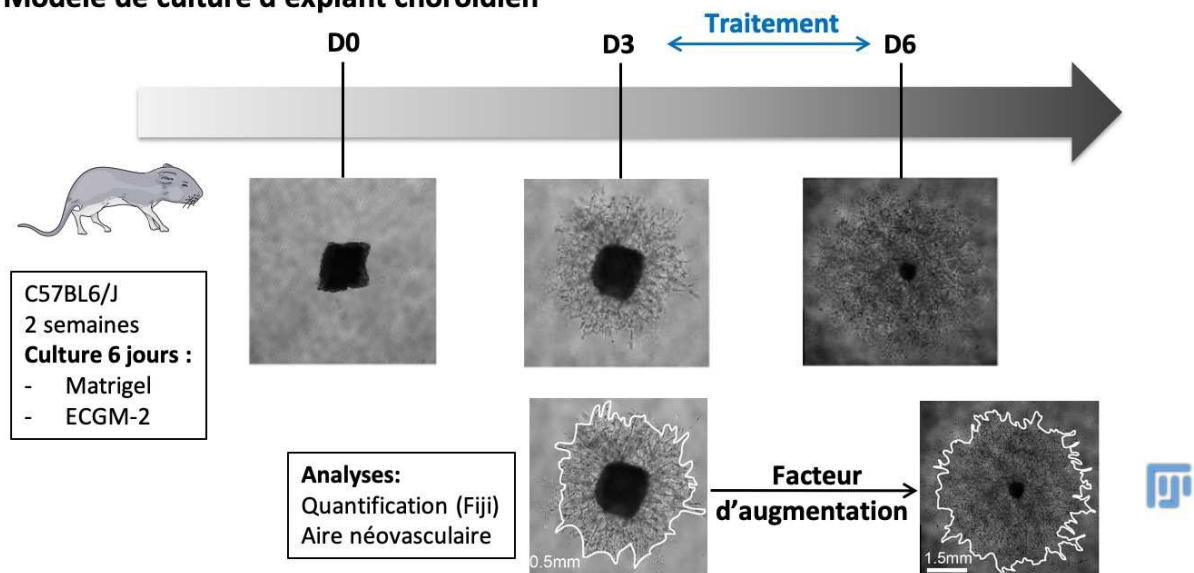 Modèle de culture d'explant choroïdien
Traitement
D0
D3
D6
C57BL6/J
2 semaines
Culture 6 jours :
- Matrigel
- ECGM-2
Analyses:
Quantification (Fiji)
Aire néovasculaire
0.5mm
Facteur
d'augmentation
1.5mm